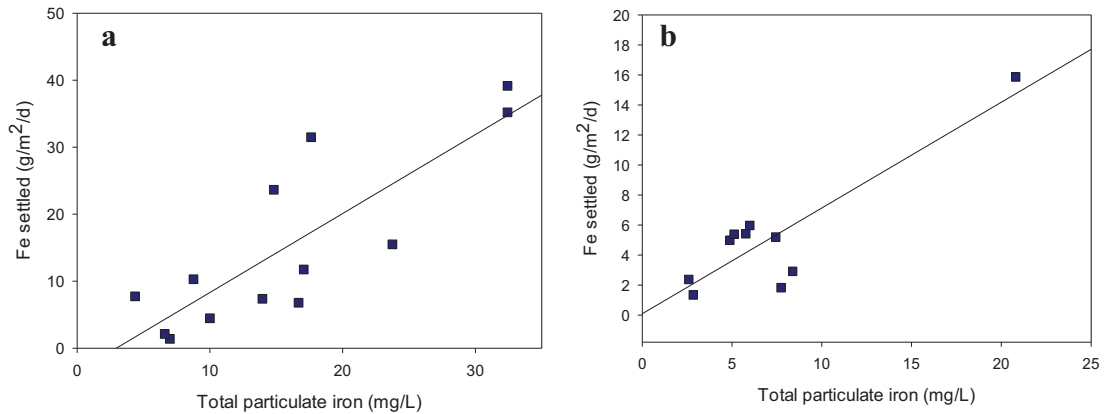 a
50
40
30
20
10
0
Fe settled (g/m²/d)
0 10 20 30
Total particulate iron (mg/L)
b
20
18
16
14
12
10
8
6
4
2
0
Fe settled (g/m²/d)
0 5 10 15 20 25
Total particulate iron (mg/L)